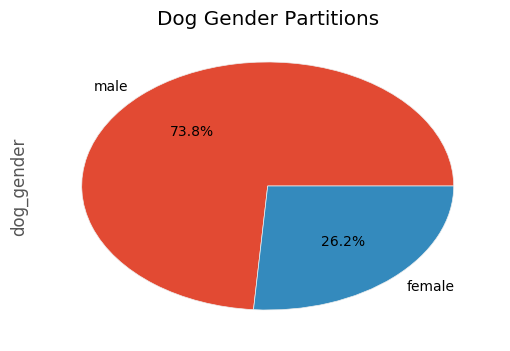 Dog Gender Partitions
male
73.8%
dog_gender
26.2%
female